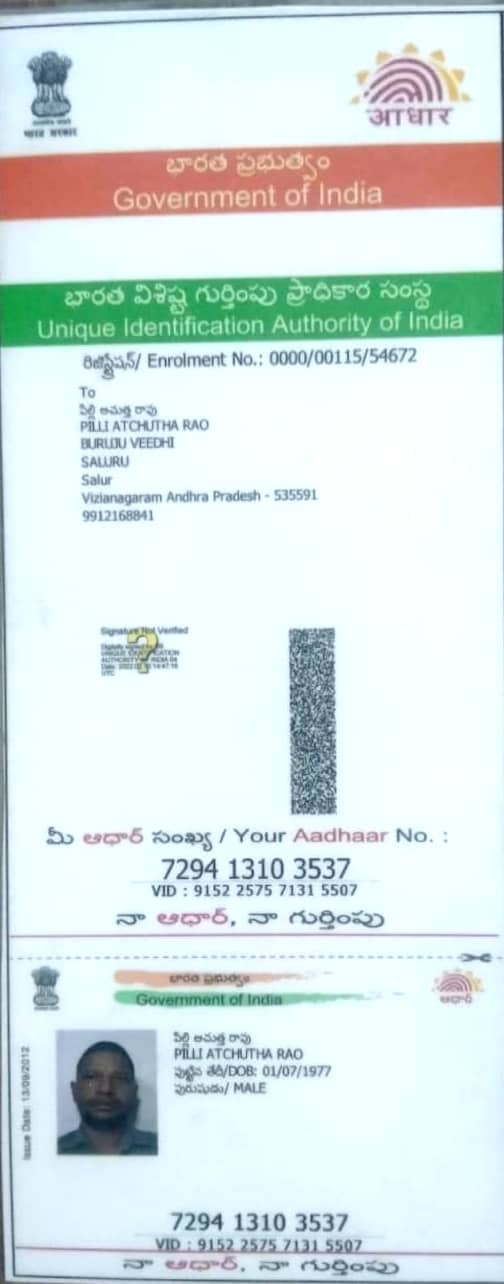 भारत सरकार
आधार
భారత ప్రభుత్వం
Government of India
భారత విశిష్ట గుర్తింపు ప్రాధికార సంస్థ
Unique Identification Authority of India
రిజిస్ట్రేషన్/ Enrolment No.: 0000/00115/54672
To
పిల్లి అచుత్త రావు
PILLI ATCHUTHA RAO
BURUJU VEEDHI
SALURU
Salur
Vizianagaram Andhra Pradesh - 535591
9912168841
Signature Not Verified
Digitally signed by
UNIQUE IDENTIFICATION
AUTHORITY OF INDIA
మీ ఆధార్ సంఖ్య / Your Aadhaar No. :
7294 1310 3537
VID : 9152 2575 7131 5507
నా ఆధార్, నా గుర్తింపు
భారత ప్రభుత్వం
Government of India
ఆధార్
Issue Date: 13/09/2012
పిల్లి అచుత్త రావు
PILLI ATCHUTHA RAO
పుట్టిన తేదీ/DOB: 01/07/1977
పురుషుడు/ MALE
7294 1310 3537
VID : 9152 2575 7131 5507
నా ఆధార్, నా గుర్తింపు